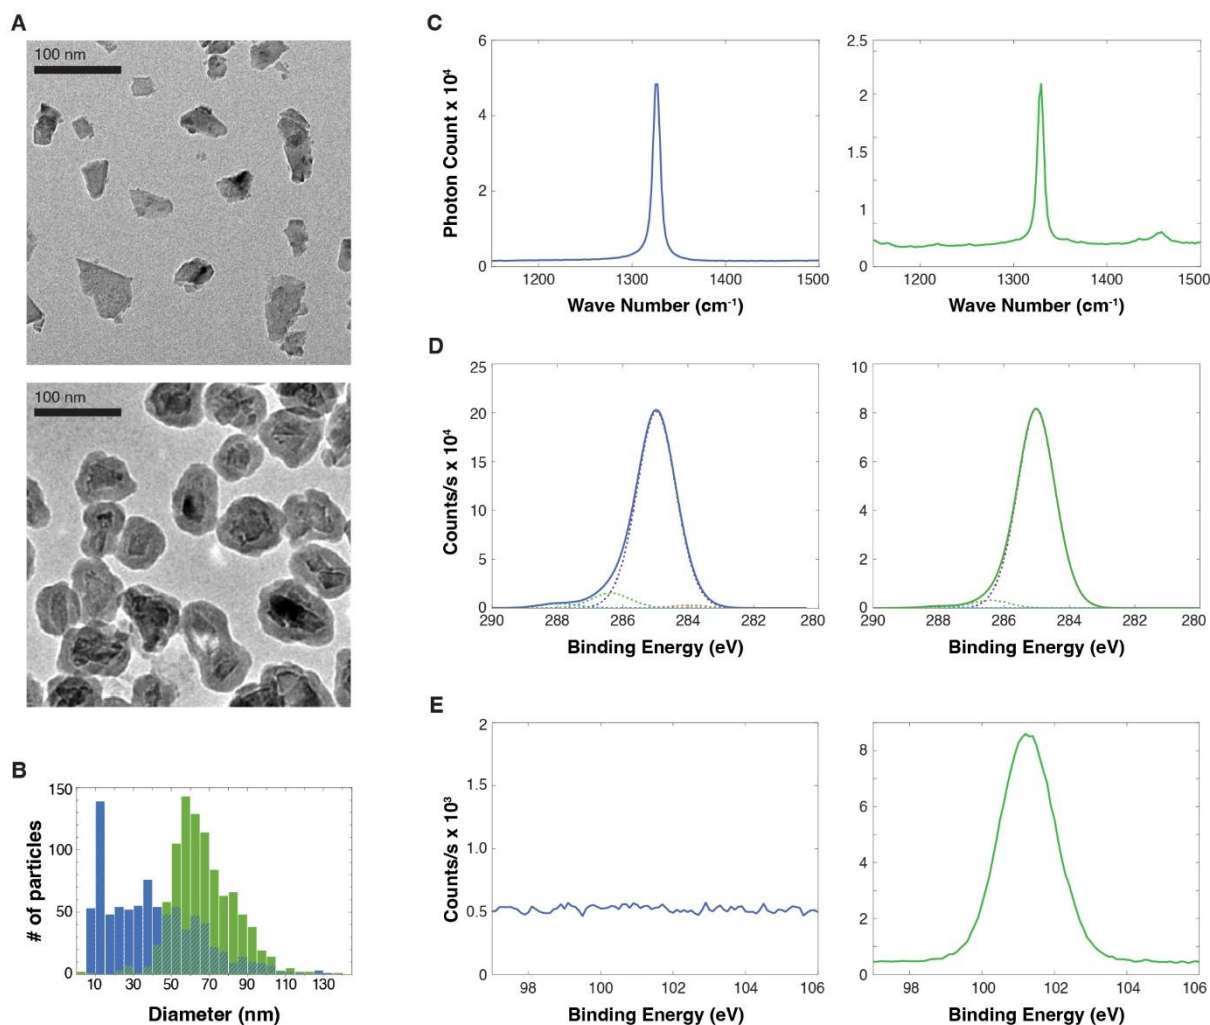 A
100 nm
100 nm
B
150
100
50
0
# of particles
10 30 50 70 90 110 130
Diameter (nm)
C
6
4
2
0
Photon Count x 10⁴
1200 1300 1400 1500
Wave Number (cm⁻¹)
2.5
2
1.5
1
0
1200 1300 1400 1500
Wave Number (cm⁻¹)
D
25
20
15
10
5
0
Counts/s x 10⁴
290 288 286 284 282 280
Binding Energy (eV)
10
8
6
4
2
0
290 288 286 284 282 280
Binding Energy (eV)
E
2
1.5
1.0
0.5
0
Counts/s x 10³
98 100 102 104 106
Binding Energy (eV)
8
8
6
4
2
0
98 100 102 104 106
Binding Energy (eV)